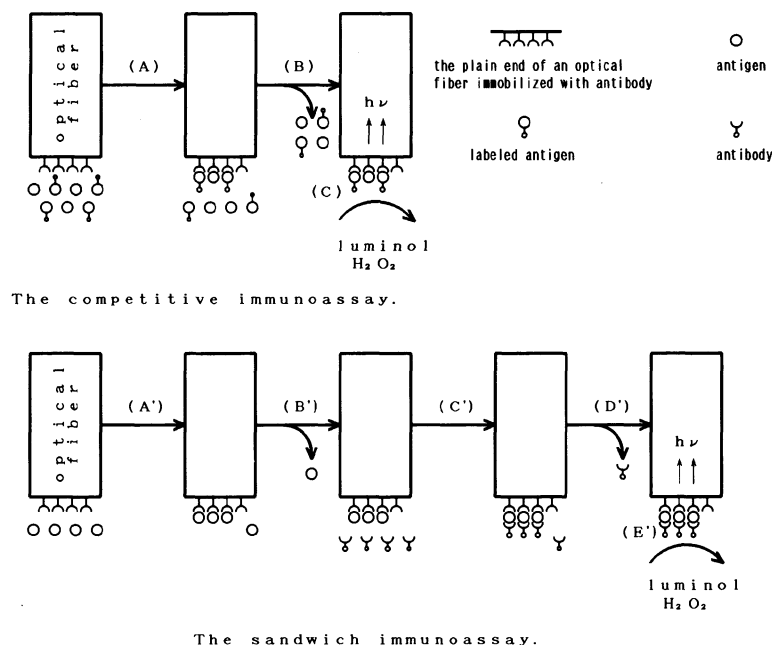 (A)
(B)
optical
fiber
hν
(C)
luminol
H₂O₂
the plain end of an optical
fiber immobilized with antibody
antigen
labeled antigen
antibody
The competitive immunoassay.
(A')
(B')
(C')
(D')
optical
fiber
hν
(E')
luminol
H₂O₂
The sandwich immunoassay.